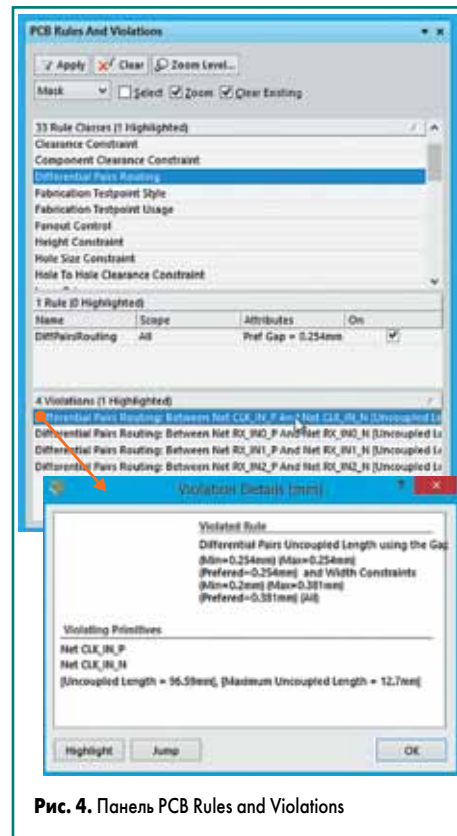 PCB Rules And Violations
Apply Clear Zoom Level...
Mask Select Zoom Clear Existing
33 Rule Classes (1 Highlighted)
Clearance Constraint
Component Clearance Constraint
Differential Pairs Routing
Fabrication Testpoint Style
Fabrication Testpoint Usage
Fanout Control
Height Constraint
Hole Size Constraint
Hole To Hole Clearance Constraint
1 Rule (0 Highlighted)
Name Scope Attributes On
DiffPairsRouting All Pref Gap = 0.254mm
4 Violations (1 Highlighted)
Differential Pairs Routing: Between Net CLK_IN_P And Net CLK_IN_N (Uncoupled Le
Differential Pairs Routing: Between Net RX_IN0_P And Net RX_IN0_N (Uncoupled Le
Differential Pairs Routing: Between Net RX_IN1_P And Net RX_IN1_N (Uncoupled Le
Differential Pairs Routing: Between Net RX_IN2_P And Net RX_IN2_N (Uncoupled Le
Violation Details (mm) ?
Violated Rule
Differential Pairs Uncoupled Length using the Gap
(Min=0.254mm) (Max=0.254mm)
(Prefered=0.254mm) and Width Constraints
(Min=0.2mm) (Max=0.381mm)
(Prefered=0.381mm) (All)
Violating Primitives
Net CLK_IN_P
Net CLK_IN_N
(Uncoupled Length = 96.59mm), (Maximum Uncoupled Length = 12.7mm)
Highlight Jump OK
Рис. 4. Панель PCB Rules and Violations